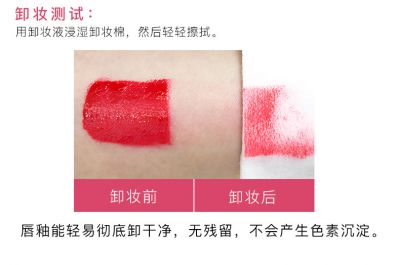 卸妆测试：
用卸妆液浸湿卸妆棉，然后轻轻擦拭。
卸妆前
卸妆后
唇釉能轻易彻底卸干净，无残留，不会产生色素沉淀。